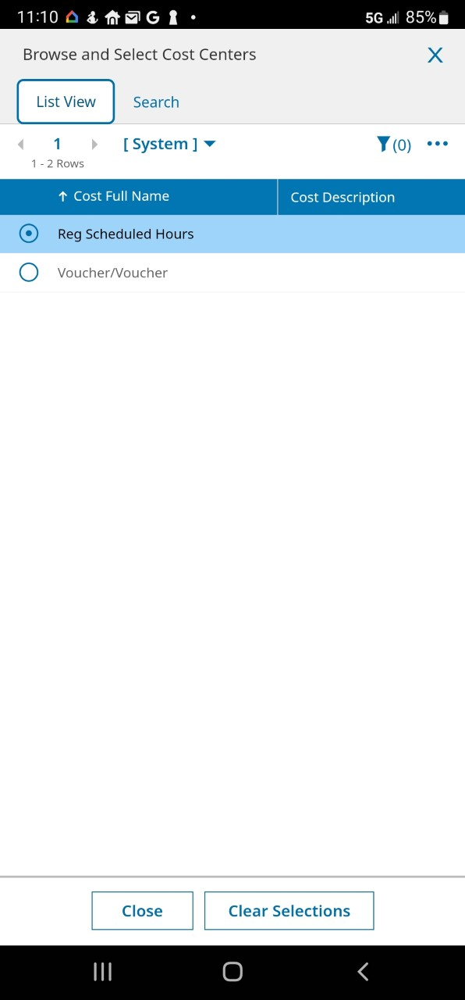 11:10 G 5G 85%
Browse and Select Cost Centers X
List View Search
1 [ System ] (0)
1 - 2 Rows
Cost Full Name Cost Description
Reg Scheduled Hours
Voucher/Voucher
Close Clear Selections